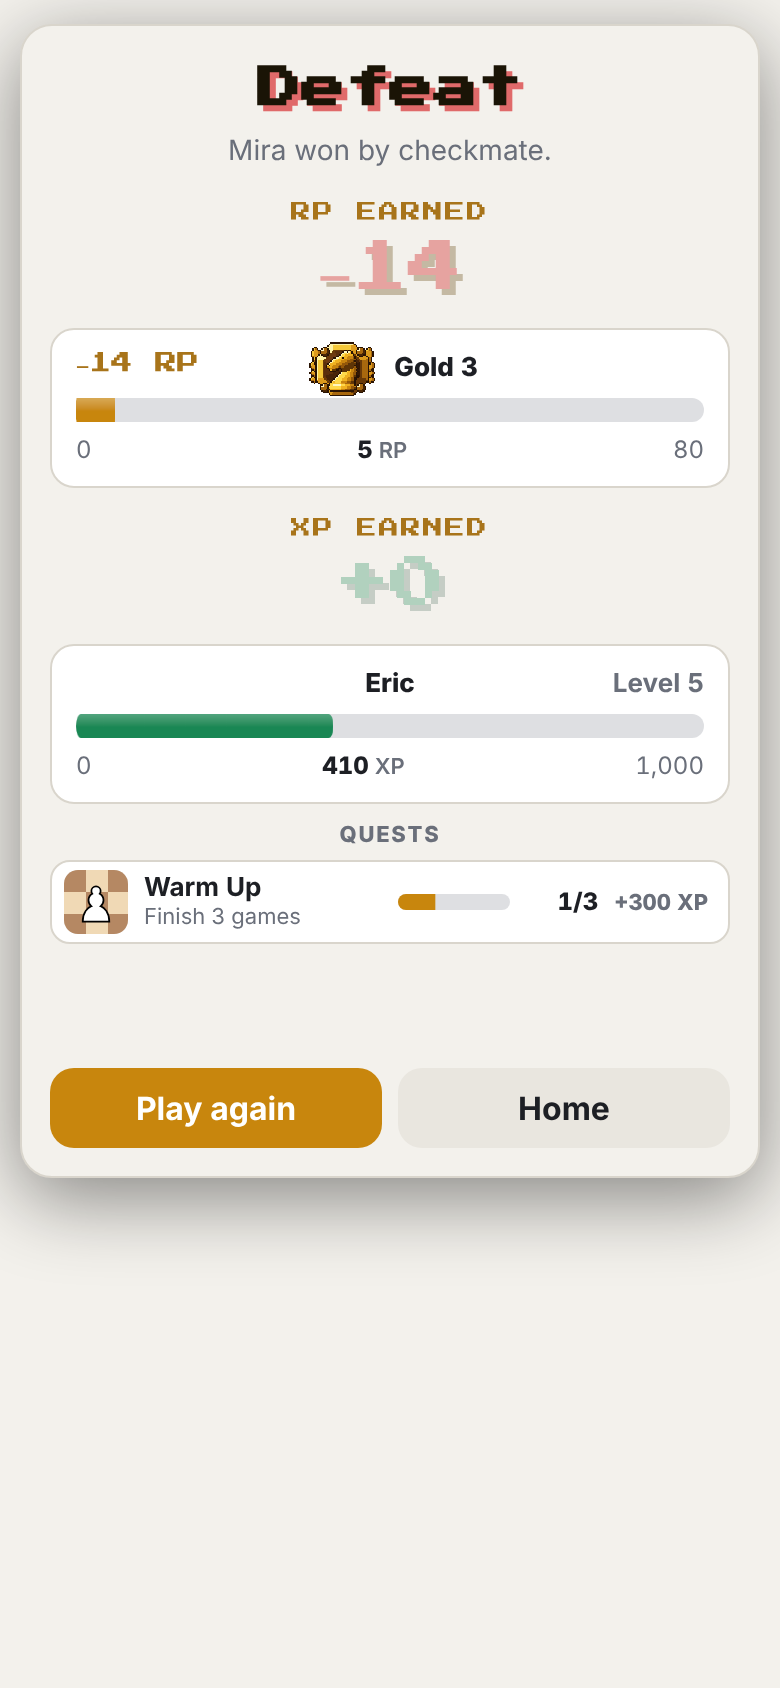 Defeat
Mira won by checkmate.
RP EARNED
-14
-14 RP
Gold 3
0
5 RP
80
XP EARNED
+0
Eric
Level 5
0
410 XP
1,000
QUESTS
Warm Up
Finish 3 games
1/3
+300 XP
Play again
Home